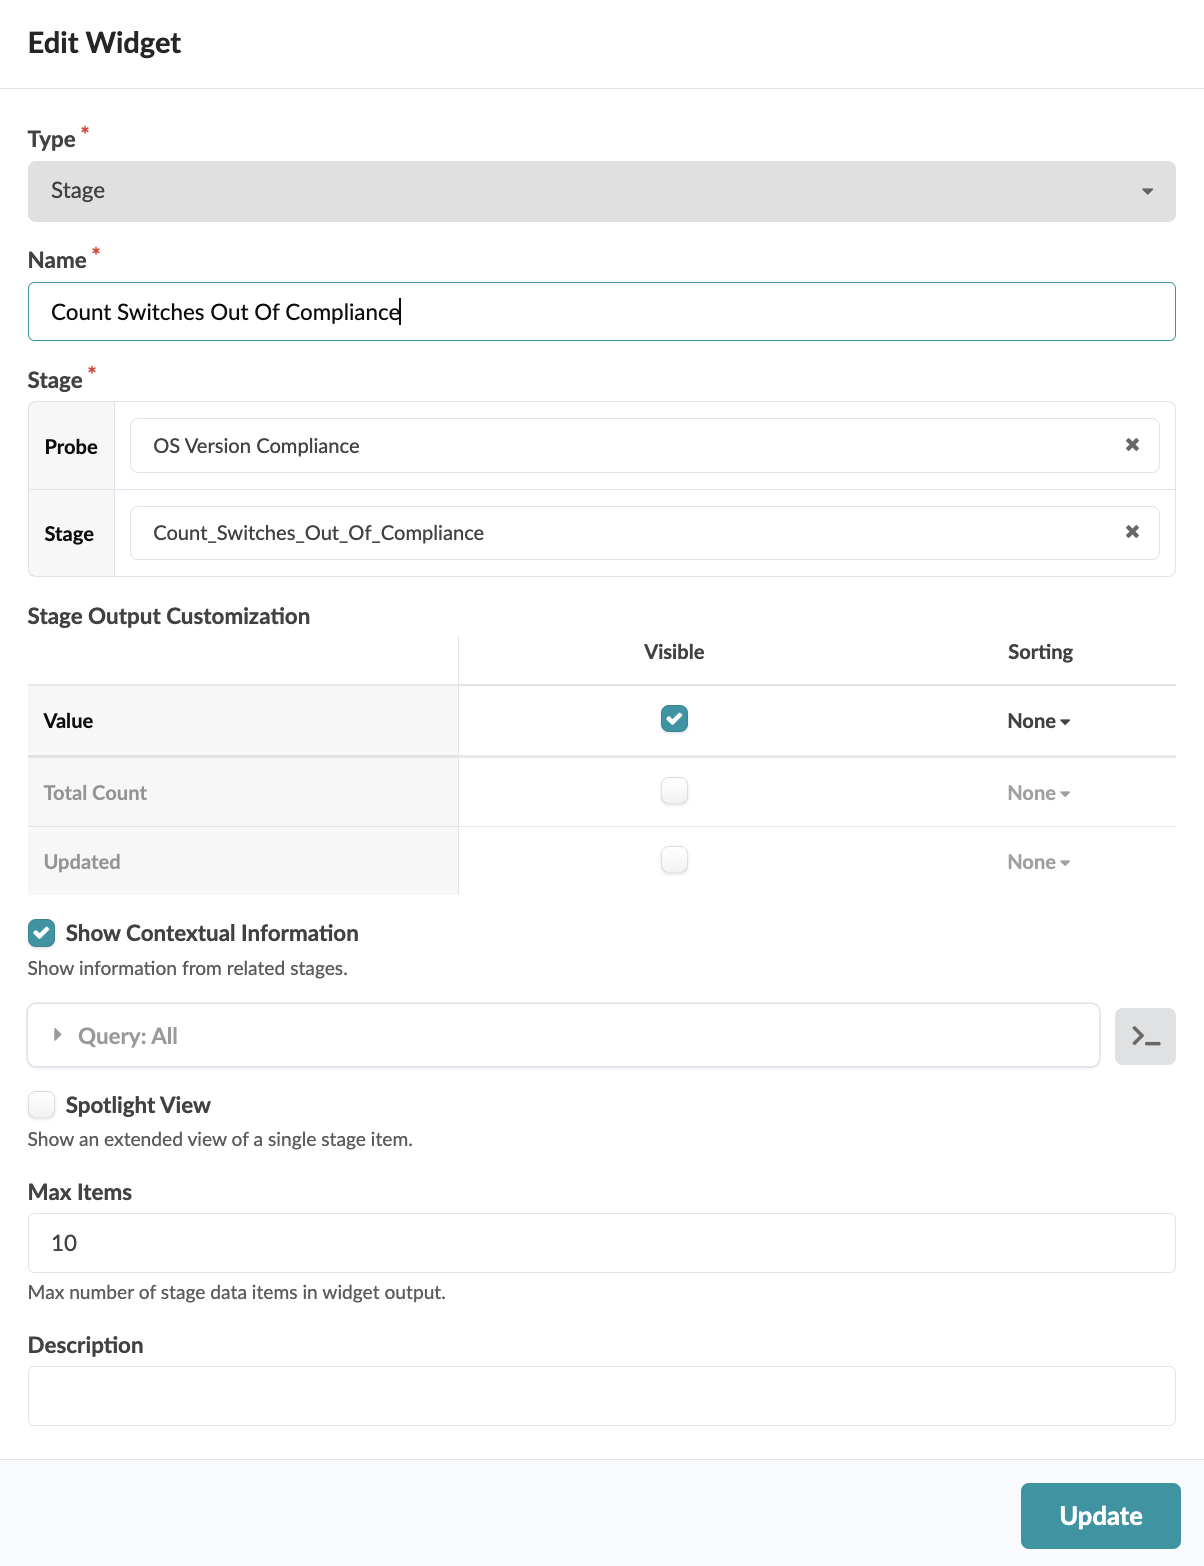 Edit Widget
Type *
Stage
Name *
Count Switches Out Of Compliance
Stage *
Probe OS Version Compliance
Stage Count_Switches_Out_Of_Compliance
Stage Output Customization
Visible Sorting
Value None
Total Count None
Updated None
Show Contextual Information
Show information from related stages.
Query: All
Spotlight View
Show an extended view of a single stage item.
Max Items
10
Max number of stage data items in widget output.
Description
Update